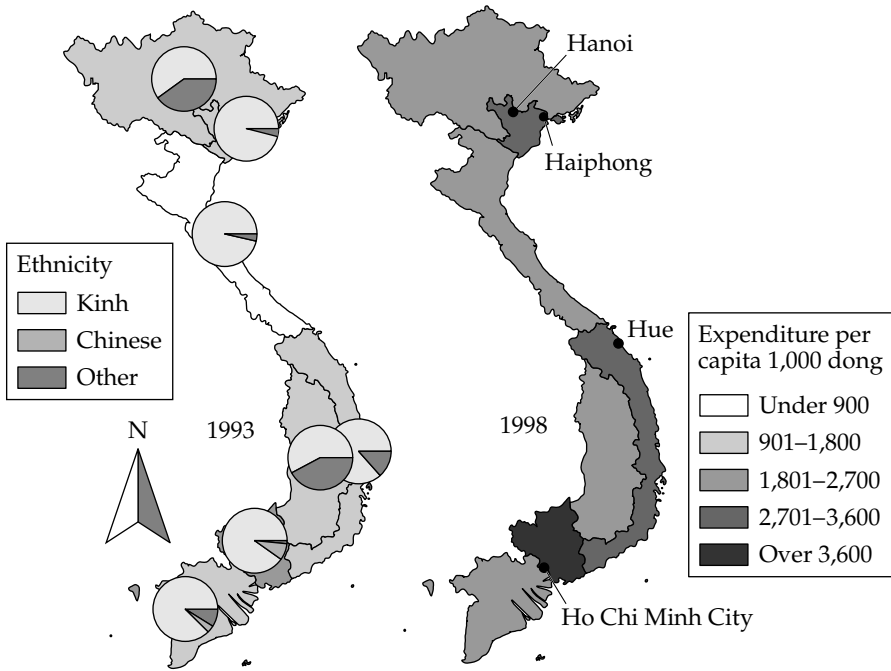 Hanoi
Haiphong
Ethnicity
Kinh
Chinese
Other
N
1993
Hue
1998
Expenditure per
capita 1,000 dong
Under 900
901–1,800
1,801–2,700
2,701–3,600
Over 3,600
Ho Chi Minh City